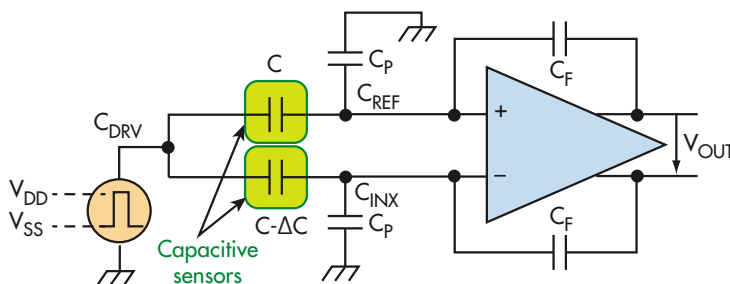 C
C_P
C_F
C_REF
C_DRV
+
V_OUT
−
V_DD
V_SS
C_INX
C-ΔC
C_P
C_F
Capacitive
sensors